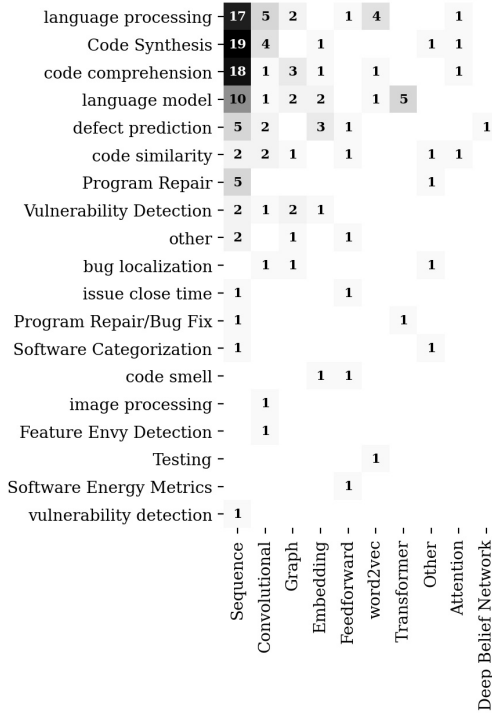 language processing 17 5 2 1 4 1
Code Synthesis 19 4 1 1 1
code comprehension 18 1 3 1 1 1
language model 10 1 2 2 1 5
defect prediction 5 2 3 1 1
code similarity 2 2 1 1 1 1
Program Repair 5 1
Vulnerability Detection 2 1 2 1
other 2 1 1
bug localization 1 1 1
issue close time 1 1
Program Repair/Bug Fix 1 1
Software Categorization 1 1
code smell 1 1
image processing 1
Feature Envy Detection 1
Testing 1
Software Energy Metrics 1
vulnerability detection 1
Sequence
Convolutional
Graph
Embedding
Feedforward
word2vec
Transformer
Other
Attention
Deep Belief Network